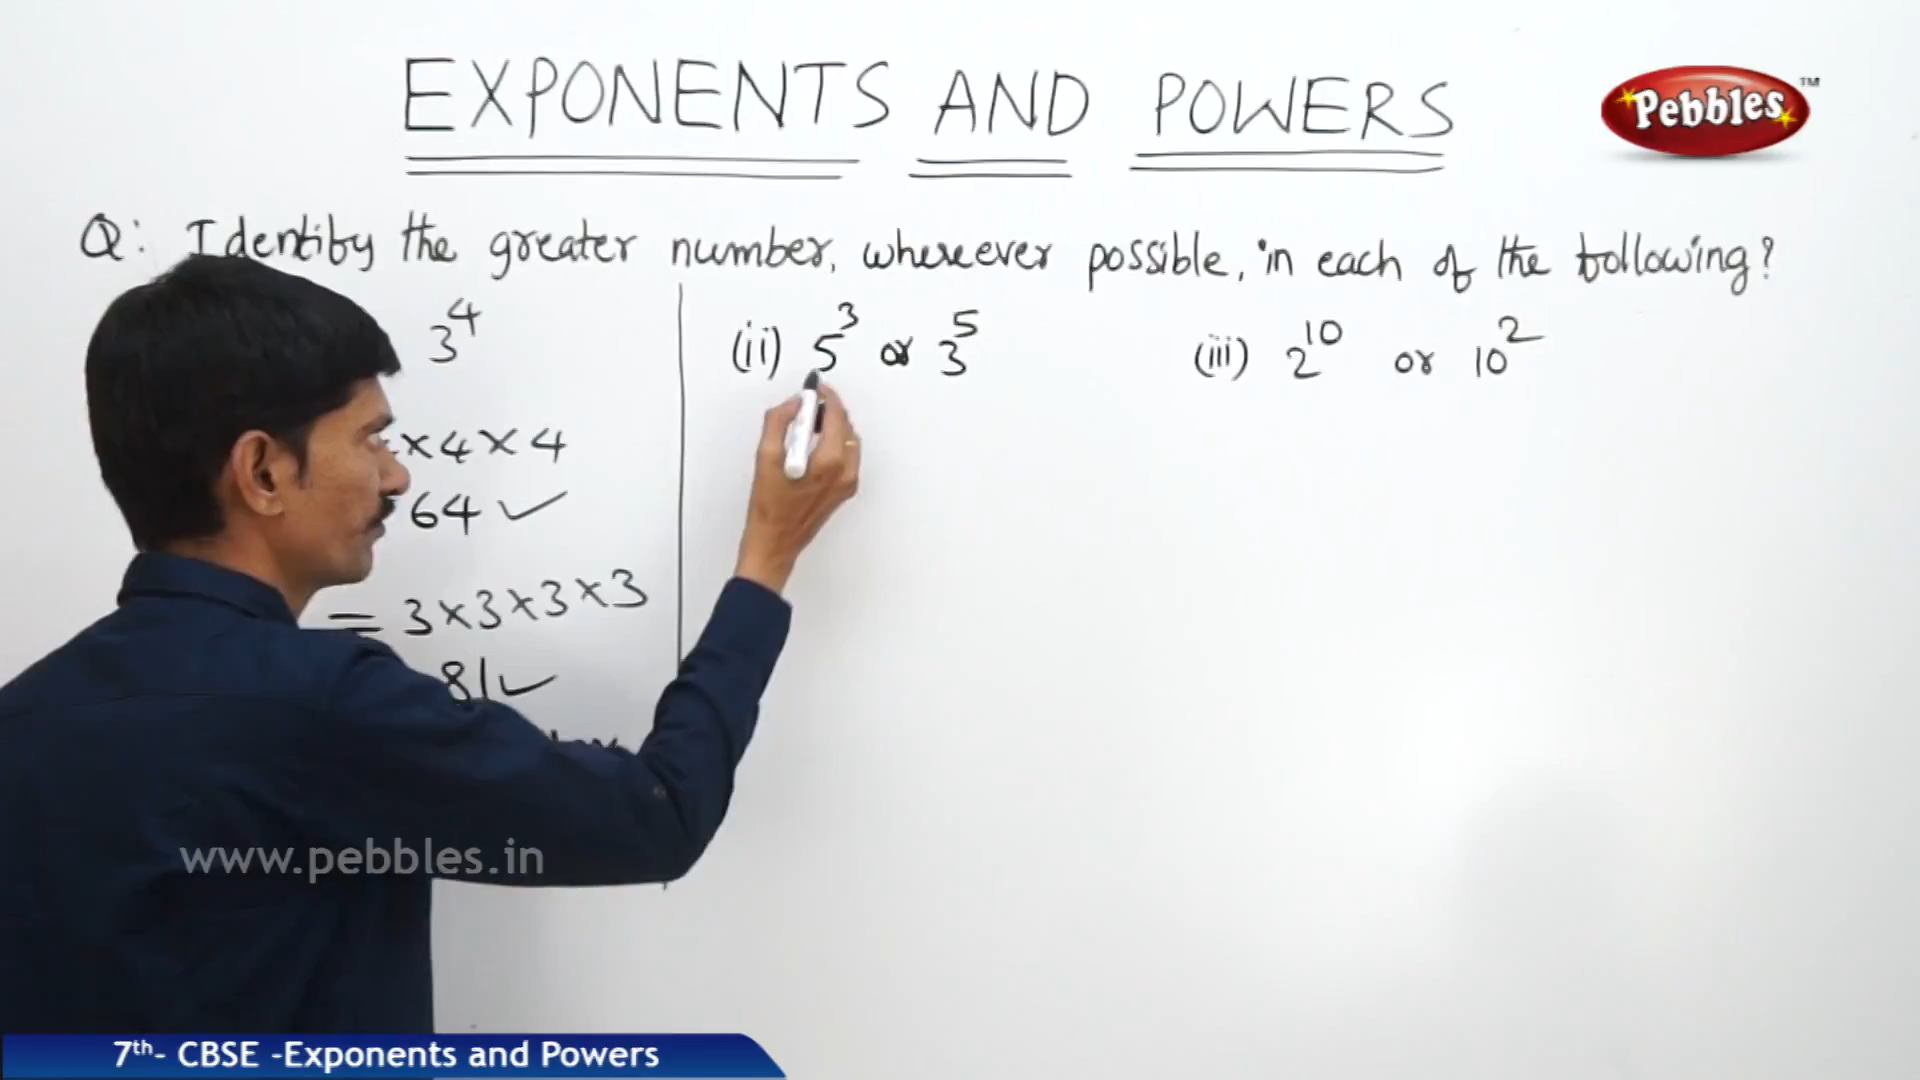 EXPONENTS AND POWERS
Pebbles™
Q: Identify the greater number, whereever possible, in each of the following?
3⁴
(ii) 5³ or 3⁵
(iii) 2¹⁰ or 10²
×4×4
64 ✓
= 3×3×3×3
81 ✓
www.pebbles.in
7th- CBSE -Exponents and Powers